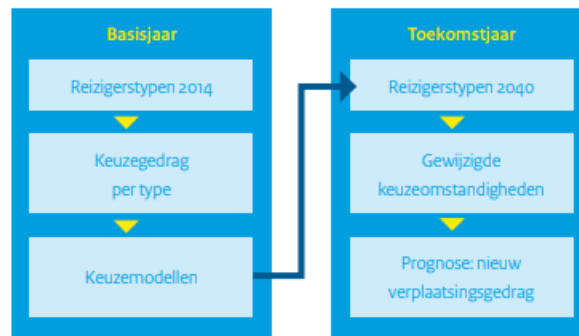 Basisjaar
Reizigerstypen 2014
Keuzegedrag
per type
Keuzemodellen
Toekomstjaar
Reizigerstypen 2040
Gewijzigde
keuzeomstandigheden
Prognose: nieuw
verplaatsingsgedrag